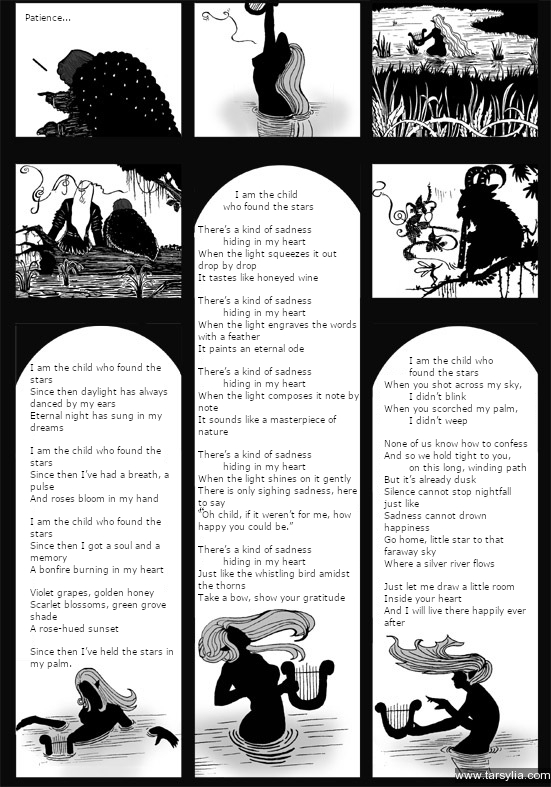 Patience...
I am the child who found the
stars
Since then daylight has always
danced by my ears
Eternal night has sung in my
dreams
I am the child who found the
stars
Since then I've had a breath, a
pulse
And roses bloom in my hand
I am the child who found the
stars
Since then I got a soul and a
memory
A bonfire burning in my heart
Violet grapes, golden honey
Scarlet blossoms, green grove
shade
A rose-hued sunset
Since then I've held the stars in
my palm.
I am the child
who found the stars
There's a kind of sadness
hiding in my heart
When the light squeezes it out
drop by drop
It tastes like honeyed wine
There's a kind of sadness
hiding in my heart
When the light engraves the words
with a feather
It paints an eternal ode
There's a kind of sadness
hiding in my heart
When the light composes it note by
note
It sounds like a masterpiece of
nature
There's a kind of sadness
hiding in my heart
When the light shines on it gently
There is only sighing sadness, here
to say
"Oh child, if it weren't for me, how
happy you could be."
There's a kind of sadness
hiding in my heart
Just like the whistling bird amidst
the thorns
Take a bow, show your gratitude
I am the child who
found the stars
When you shot across my sky,
I didn't blink
When you scorched my palm,
I didn't weep
None of us know how to confess
And so we hold tight to you,
on this long, winding path
But it's already dusk
Silence cannot stop nightfall
just like
Sadness cannot drown
happiness
Go home, little star to that
faraway sky
Where a silver river flows
Just let me draw a little room
Inside your heart
And I will live there happily ever
after
www.tarsylia.com